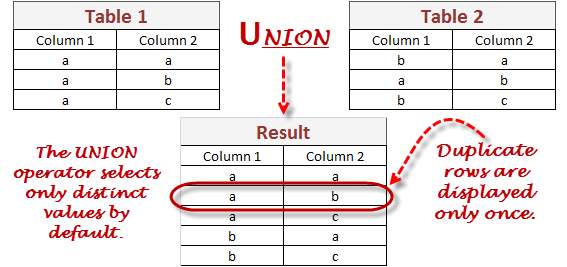 Table 1
Column 1 Column 2
a a
a b
a c
UNION
Table 2
Column 1 Column 2
b a
a b
b c
The UNION
operator selects
only distinct
values by
default.
Result
Column 1 Column 2
a a
a b
a c
b a
b c
Duplicate
rows are
displayed
only once.